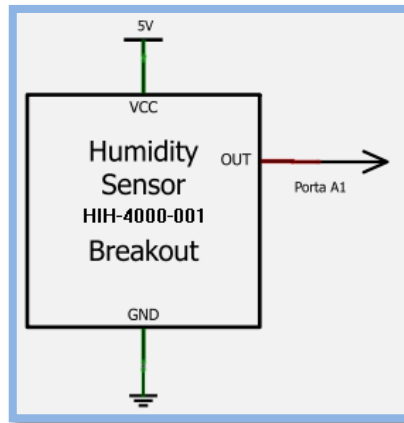 5V
VCC
Humidity
Sensor
HIH-4000-001
Breakout
OUT
Porta A1
GND